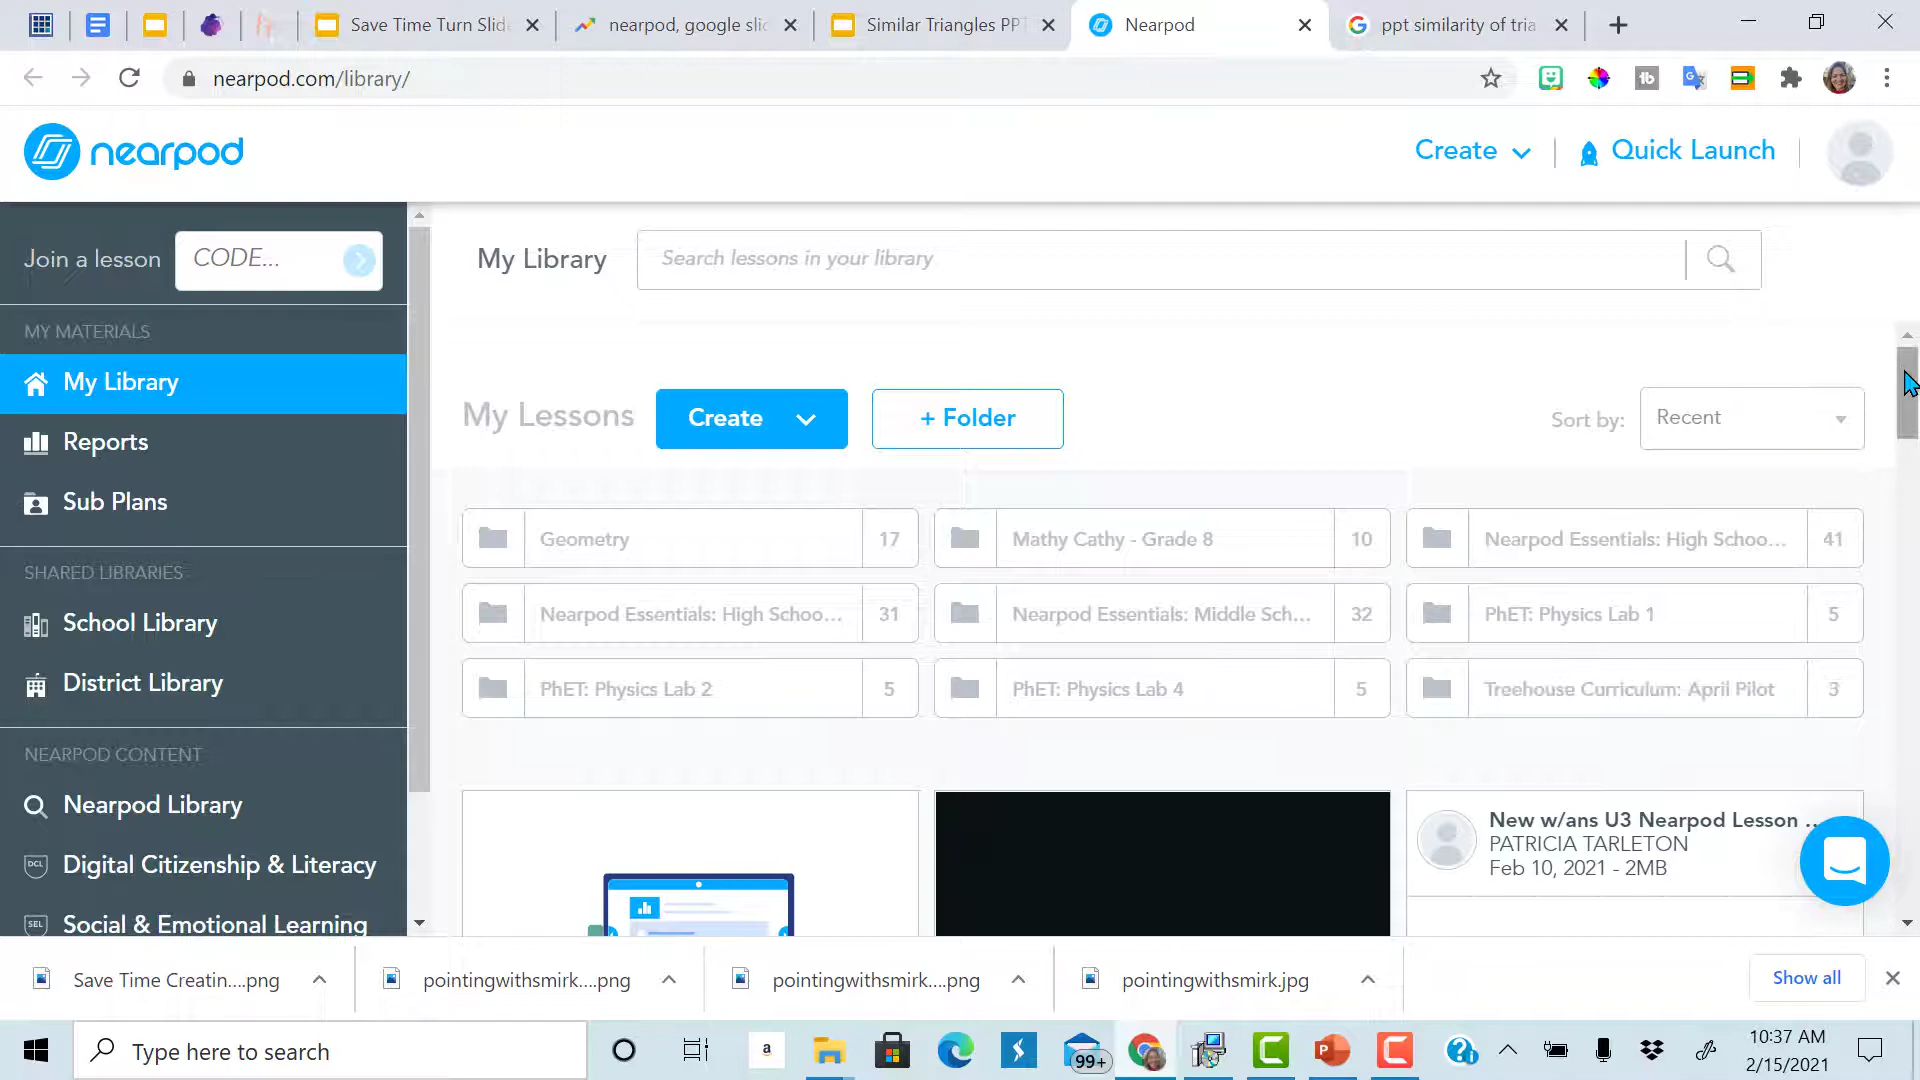 Save Time Turn Slide
nearpod, google slid
Similar Triangles PPT
Nearpod
ppt similarity of tria
nearpod.com/library/
nearpod
Create
Quick Launch
Join a lesson
CODE...
MY MATERIALS
My Library
Reports
Sub Plans
SHARED LIBRARIES
School Library
District Library
NEARPOD CONTENT
Nearpod Library
DCL
Digital Citizenship & Literacy
SEL
Social & Emotional Learning
My Library
Search lessons in your library
My Lessons
Create
+ Folder
Sort by:
Recent
Geometry 17
Mathy Cathy - Grade 8 10
Nearpod Essentials: High Schoo... 41
Nearpod Essentials: High Schoo... 31
Nearpod Essentials: Middle Sch... 32
PhET: Physics Lab 1 5
PhET: Physics Lab 2 5
PhET: Physics Lab 4 5
Treehouse Curriculum: April Pilot 3
New w/ans U3 Nearpod Lesson ...
PATRICIA TARLETON
Feb 10, 2021 - 2MB
Save Time Creatin....png
pointingwithsmirk....png
pointingwithsmirk....png
pointingwithsmirk.jpg
Show all
Type here to search
99+
10:37 AM
2/15/2021